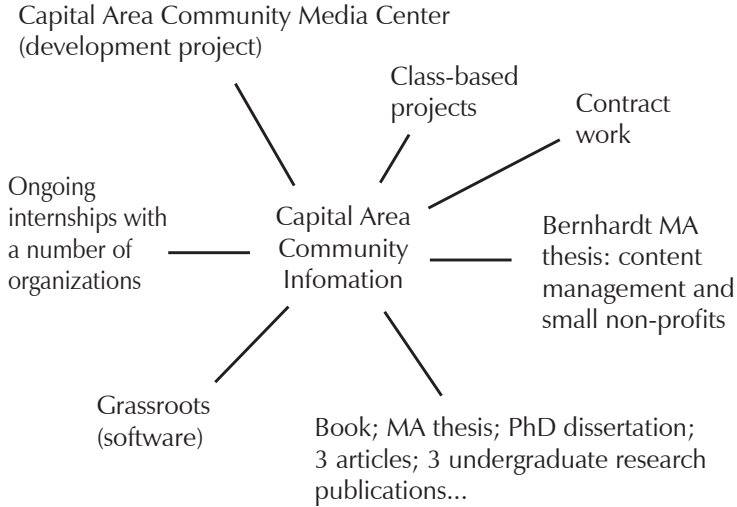 Capital Area Community Media Center
(development project)
Class-based
projects
Contract
work
Ongoing
internships with
a number of
organizations
Capital Area
Community
Infomation
Bernhardt MA
thesis: content
management and
small non-profits
Grassroots
(software)
Book; MA thesis; PhD dissertation;
3 articles; 3 undergraduate research
publications...